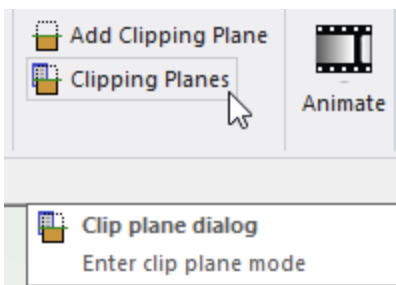 Add Clipping Plane
Clipping Planes
Animate
Clip plane dialog
Enter clip plane mode